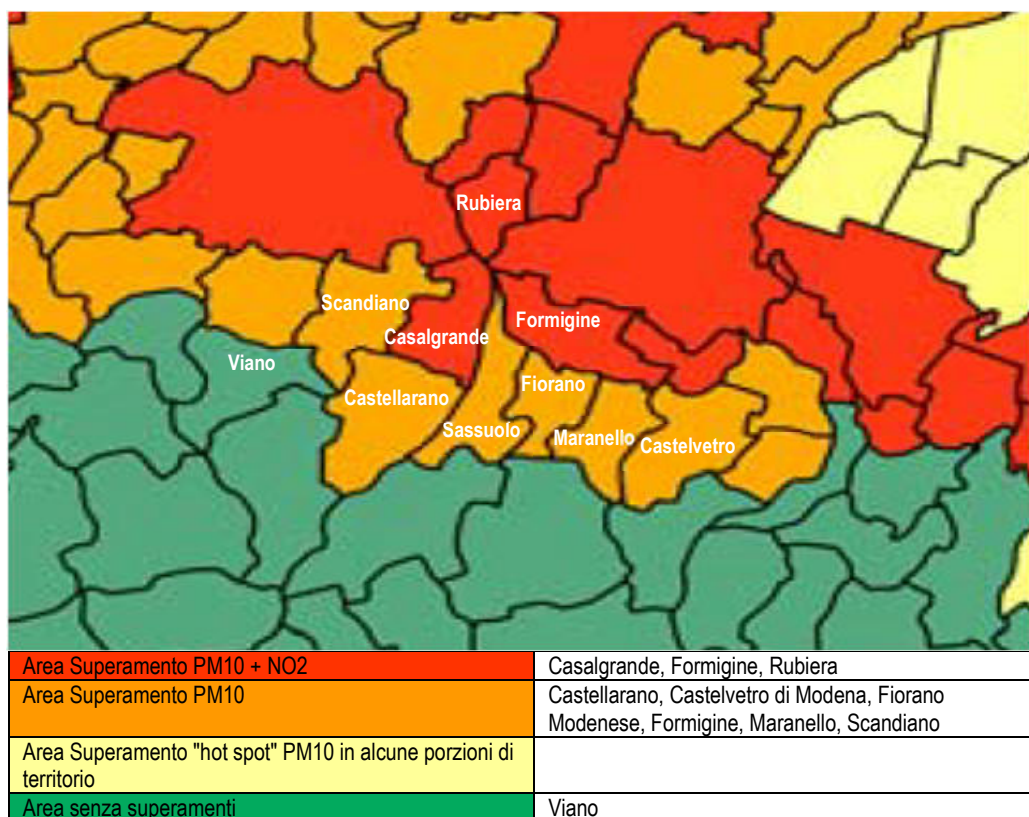 Rubiera
Scandiano
Casalgrande
Formigine
Viano
Castellarano
Fiorano
Sassuolo
Maranello
Castelvetro
Area Superamento PM10 + NO2
Casalgrande, Formigine, Rubiera
Area Superamento PM10
Castellarano, Castelvetro di Modena, Fiorano
Modenese, Formigine, Maranello, Scandiano
Area Superamento "hot spot" PM10 in alcune porzioni di
territorio
Area senza superamenti
Viano